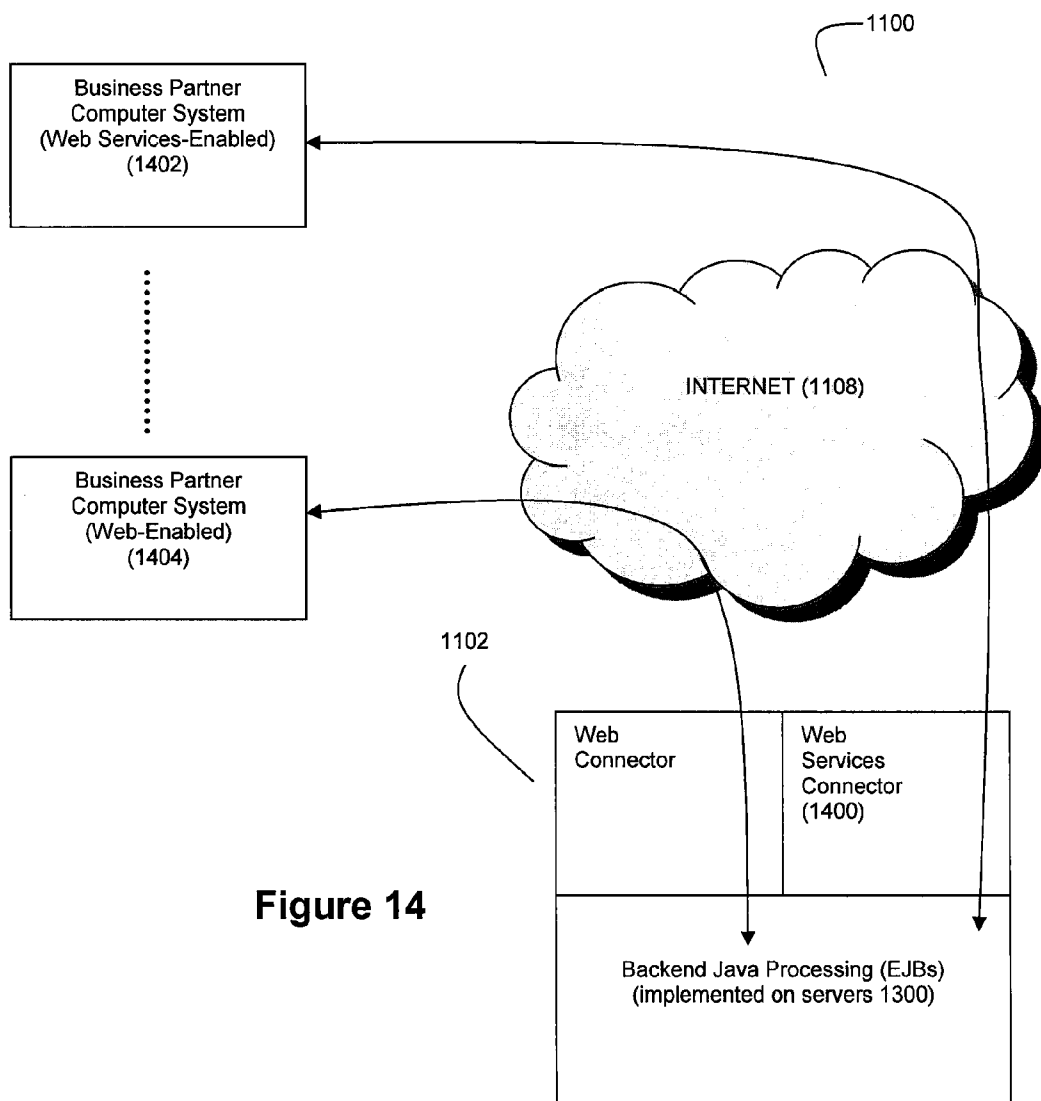 1100
Business Partner
Computer System
(Web Services-Enabled)
(1402)
INTERNET (1108)
Business Partner
Computer System
(Web-Enabled)
(1404)
1102
Web
Connector
Web
Services
Connector
(1400)
Figure 14
Backend Java Processing (EJBs)
(implemented on servers 1300)